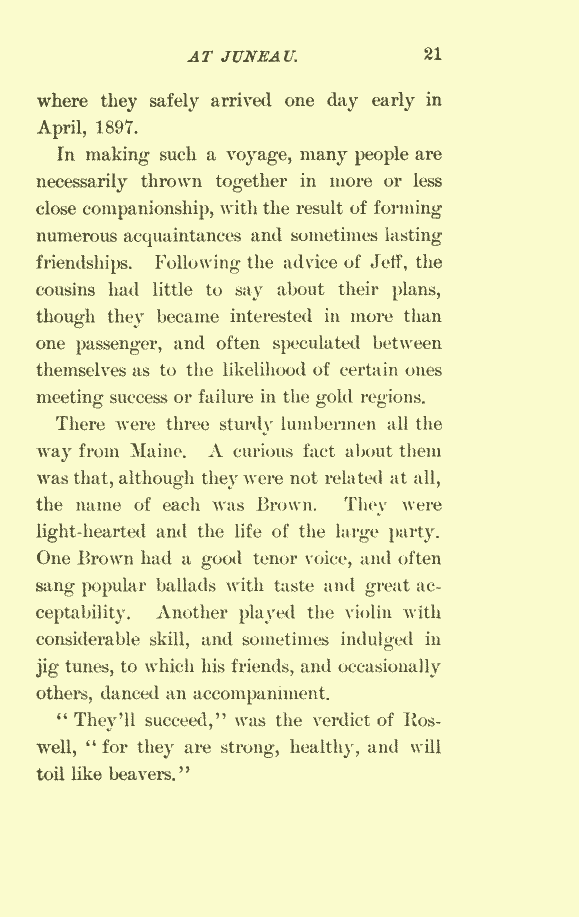 AT JUNEAU. 21
where they safely arrived one day early in
April, 1897.
In making such a voyage, many people are
necessarily thrown together in more or less
close companionship, with the result of forming
numerous acquaintances and sometimes lasting
friendships. Following the advice of Jeff, the
cousins had little to say about their plans,
though they became interested in more than
one passenger, and often speculated between
themselves as to the likelihood of certain ones
meeting success or failure in the gold regions.
There were three sturdy lumbermen all the
way from Maine. A curious fact about them
was that, although they were not related at all,
the name of each was Brown. They were
light-hearted and the life of the large party.
One Brown had a good tenor voice, and often
sang popular ballads with taste and great ac-
ceptability. Another played the violin with
considerable skill, and sometimes indulged in
jig tunes, to which his friends, and occasionally
others, danced an accompaniment.
“They’ll succeed,” was the verdict of Ros-
well, “for they are strong, healthy, and will
toil like beavers.”